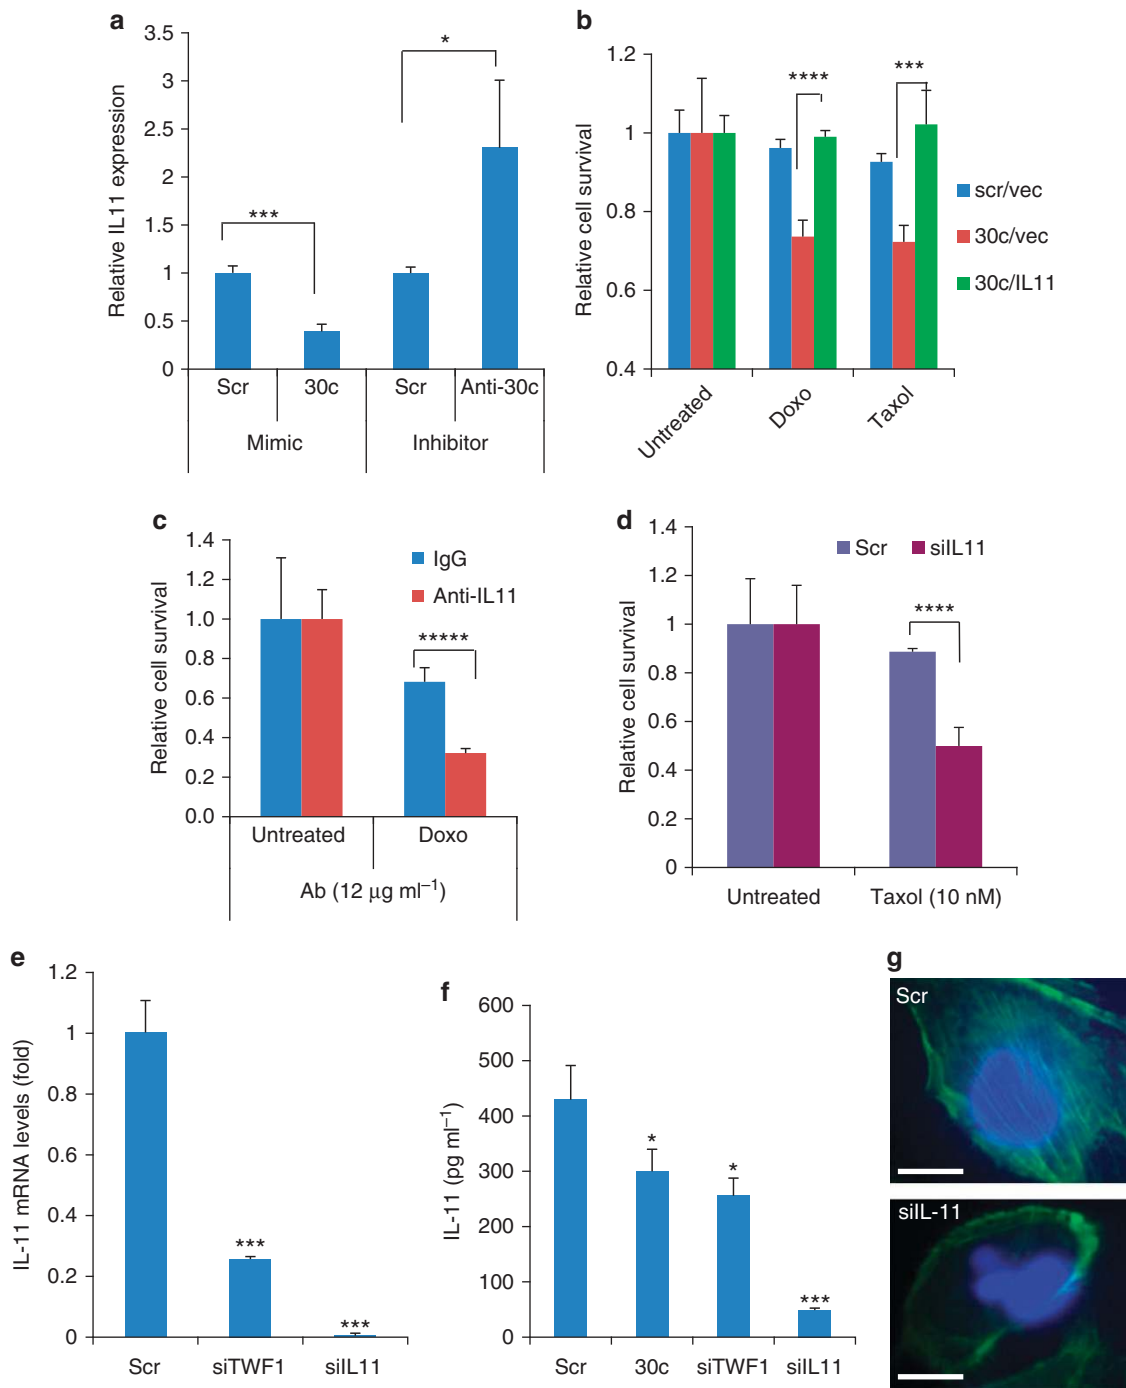 a
Relative IL11 expression
3.5
3
2.5
2
1.5
1
0.5
0
***
*
Scr 30c Scr Anti-30c
Mimic Inhibitor
b
Relative cell survival
1.2
1
0.8
0.6
0.4
**** ***
Untreated Doxo Taxol
scr/vec
30c/vec
30c/IL11
c
Relative cell survival
1.4
1.2
1.0
0.8
0.6
0.4
0.2
0.0
IgG
Anti-IL11
*****
Untreated Doxo
Ab (12 µg ml⁻¹)
d
Relative cell survival
1.4
1.2
1
0.8
0.6
0.4
0.2
0
Scr siIL11
****
Untreated Taxol (10 nM)
e
IL-11 mRNA levels (fold)
1.2
1
0.8
0.6
0.4
0.2
0
***
***
Scr siTWF1 siIL11
f
IL-11 (pg ml⁻¹)
600
500
400
300
200
100
0
*
*
***
Scr 30c siTWF1 siIL11
g
Scr
siIL-11